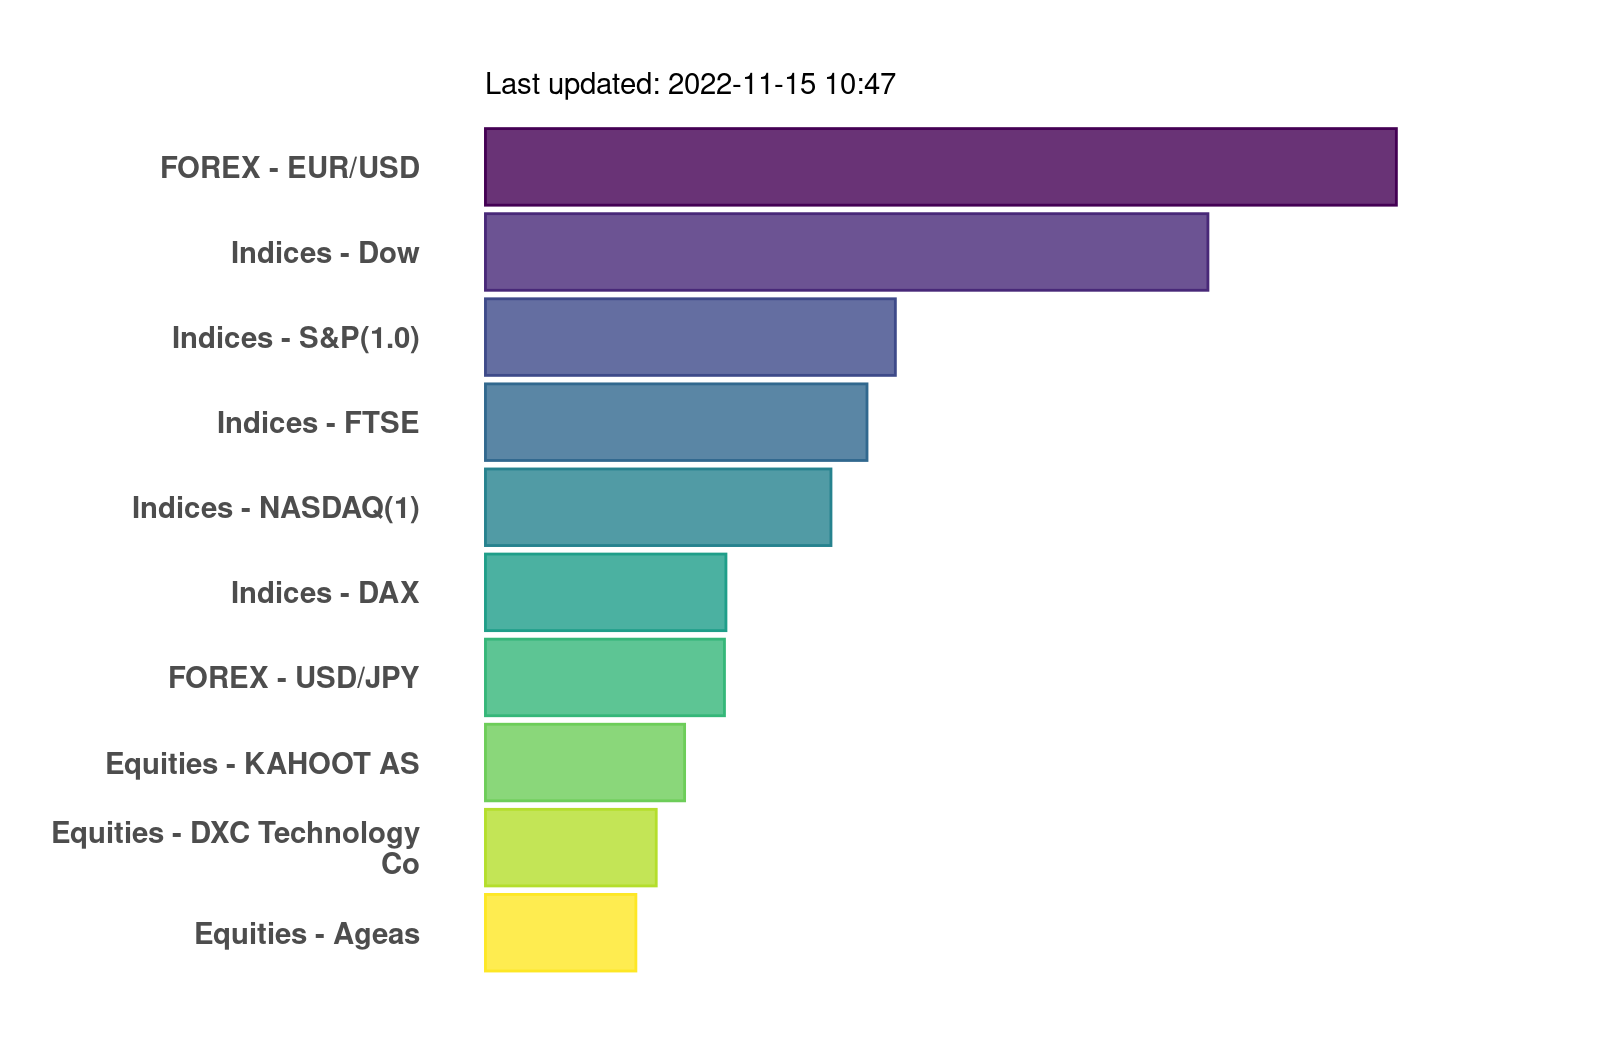 Last updated: 2022-11-15 10:47
FOREX - EUR/USD
Indices - Dow
Indices - S&P(1.0)
Indices - FTSE
Indices - NASDAQ(1)
Indices - DAX
FOREX - USD/JPY
Equities - KAHOOT AS
Equities - DXC Technology
Co
Equities - Ageas